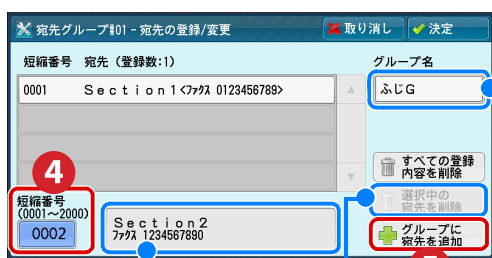 宛先グループ#01 - 宛先の登録/変更
取り消し
決定
短縮番号 宛先 (登録数:1)
グループ名
0001 Section1<ファクス 0123456789>
ふじG
すべての登録
内容を削除
4
選択中の
宛先を削除
短縮番号
(0001~2000)
0002
Section2
ファクス 1234567890
グループに
宛先を追加